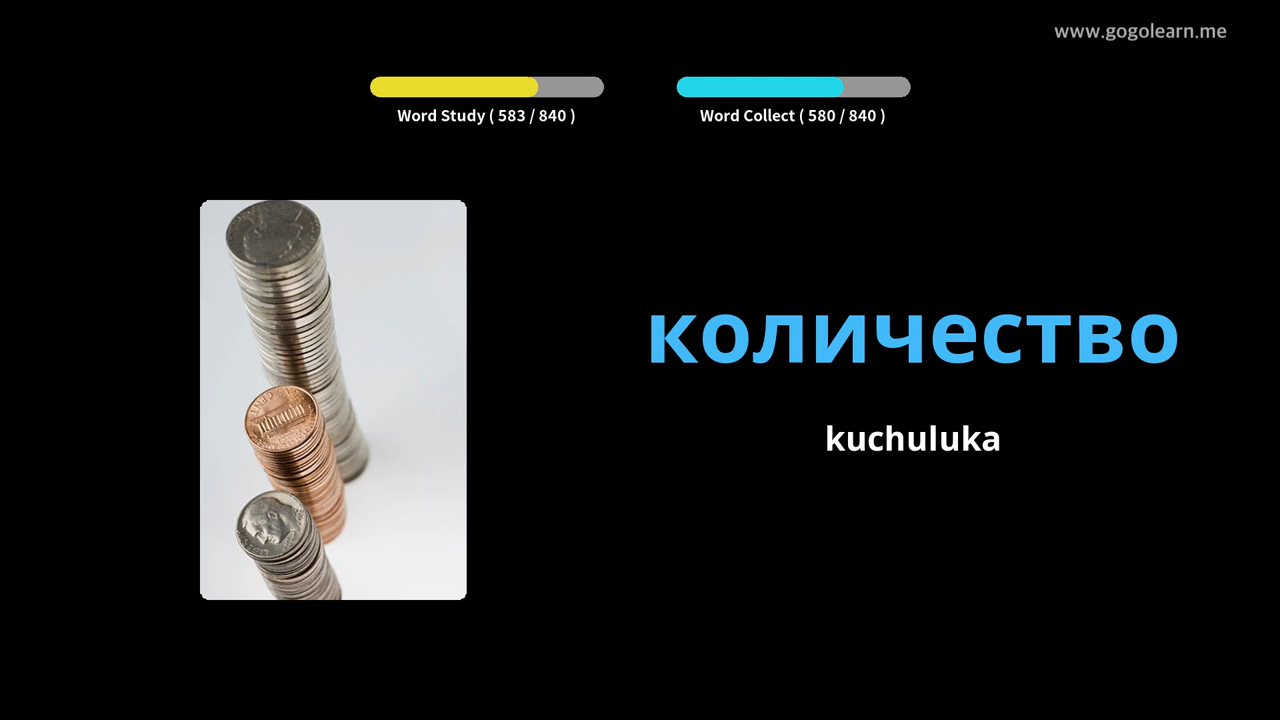 www.gogolearn.me
Word Study ( 583 / 840 )
Word Collect ( 580 / 840 )
количество
kuchuluka